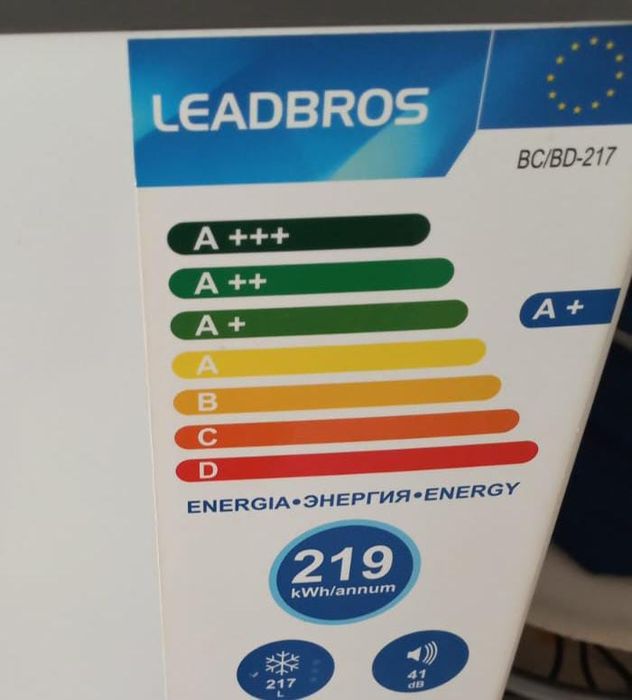 LEADBROS
BC/BD-217
A +++
A ++
A +
A +
A
B
C
D
ENERGIA•ЭНЕРГИЯ•ENERGY
219
kWh/annum
217
L
41
dB